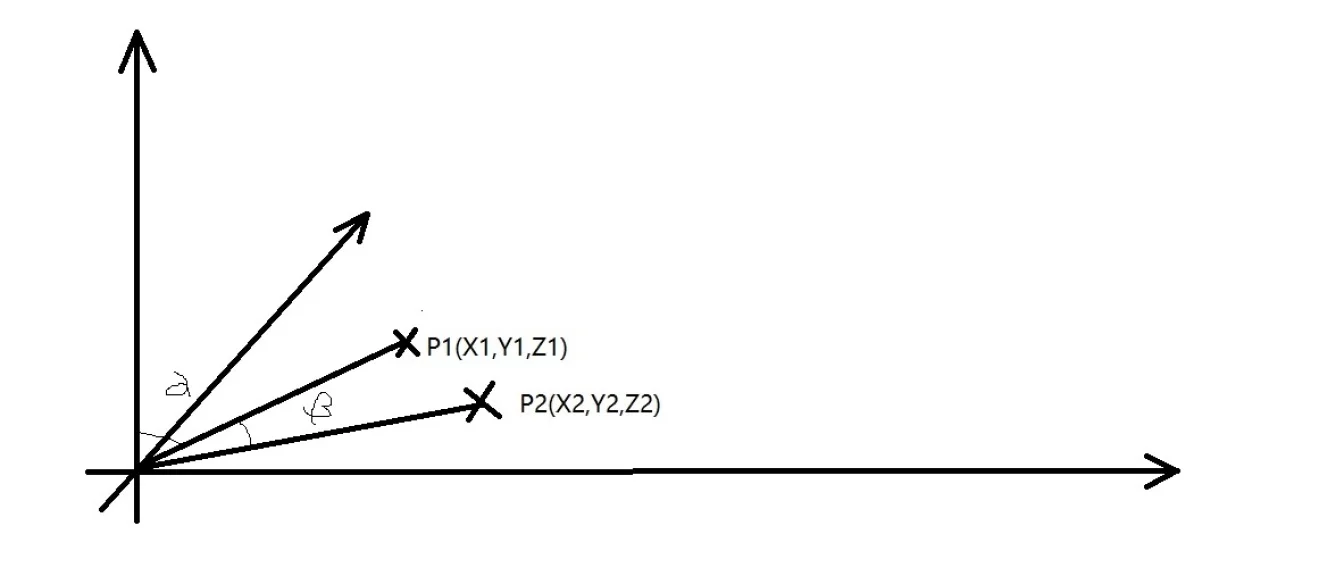 a
P1(X1,Y1,Z1)
β
P2(X2,Y2,Z2)